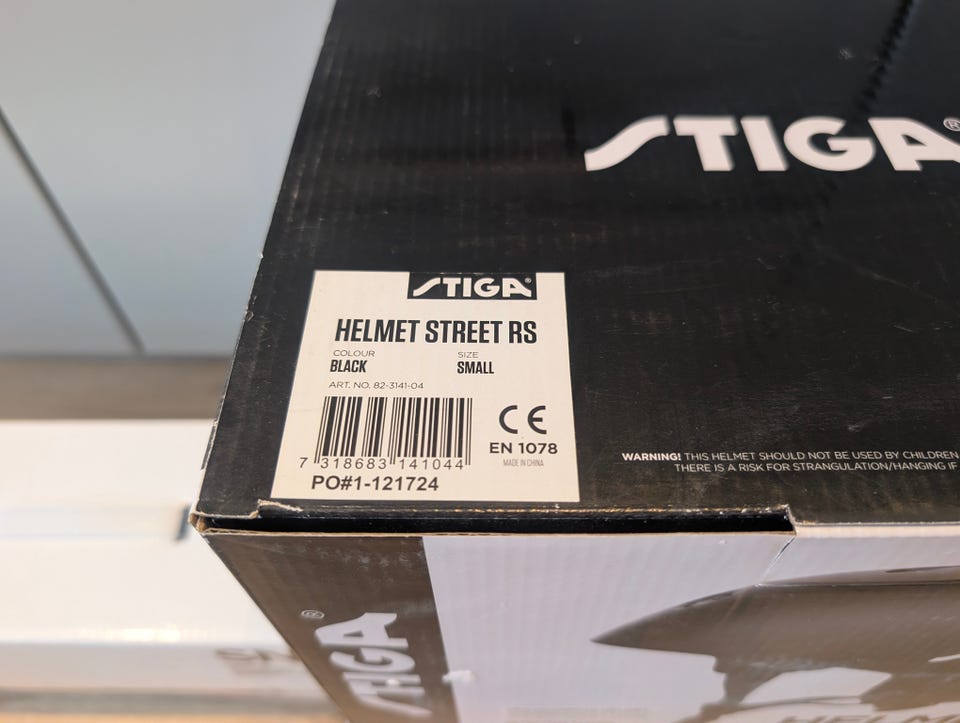 STIGA®
STIGA®
HELMET STREET RS
COLOUR SIZE
BLACK SMALL
ART. NO. 82-3141-04
CE
EN 1078
MADE IN CHINA
7 318683 141044
PO#1-121724
WARNING! THIS HELMET SHOULD NOT BE USED BY CHILDREN
THERE IS A RISK FOR STRANGULATION/HANGING IF
STIGA®